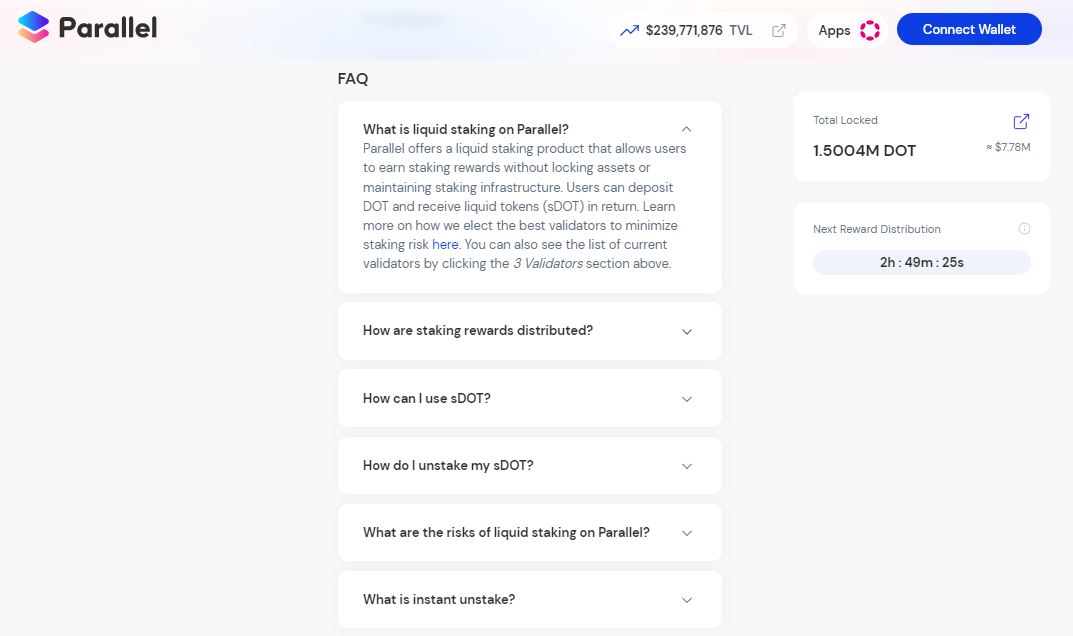 Parallel
$239,771,876 TVL
Apps
Connect Wallet
FAQ
What is liquid staking on Parallel?
Parallel offers a liquid staking product that allows users
to earn staking rewards without locking assets or
maintaining staking infrastructure. Users can deposit
DOT and receive liquid tokens (sDOT) in return. Learn
more on how we elect the best validators to minimize
staking risk here. You can also see the list of current
validators by clicking the 3 Validators section above.
How are staking rewards distributed?
How can I use sDOT?
How do I unstake my sDOT?
What are the risks of liquid staking on Parallel?
What is instant unstake?
Total Locked
1.5004M DOT
≈ $7.78M
Next Reward Distribution
2h : 49m : 25s